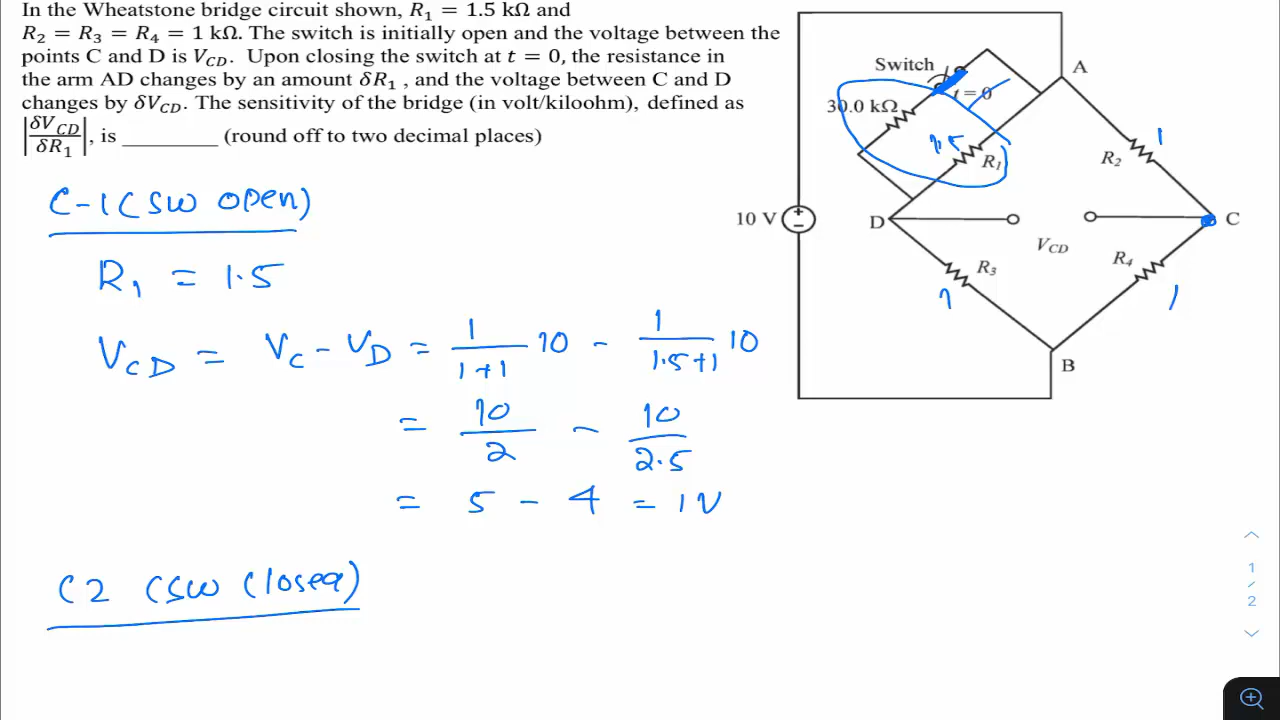 In the Wheatstone bridge circuit shown, R₁ = 1.5 kΩ and
R₂ = R₃ = R₄ = 1 kΩ. The switch is initially open and the voltage between the
points C and D is V_CD. Upon closing the switch at t = 0, the resistance in
the arm AD changes by an amount δR₁, and the voltage between C and D
changes by δV_CD. The sensitivity of the bridge (in volt/kiloohm), defined as
|δV_CD/δR₁|, is ________ (round off to two decimal places)
Switch
A
t = 0
30.0 kΩ
1.5
R₁
R₂
1
10 V
+
−
D
C
V_CD
R₃
R₄
1
1
B
C-1 (SW open)
R₁ = 1.5
V_CD = V_C - V_D = 1/(1+1) 10 - 1/(1.5+1) 10
= 10/2 - 10/2.5
= 5 - 4 = 1V
C2 (SW Closed)
1
/
2